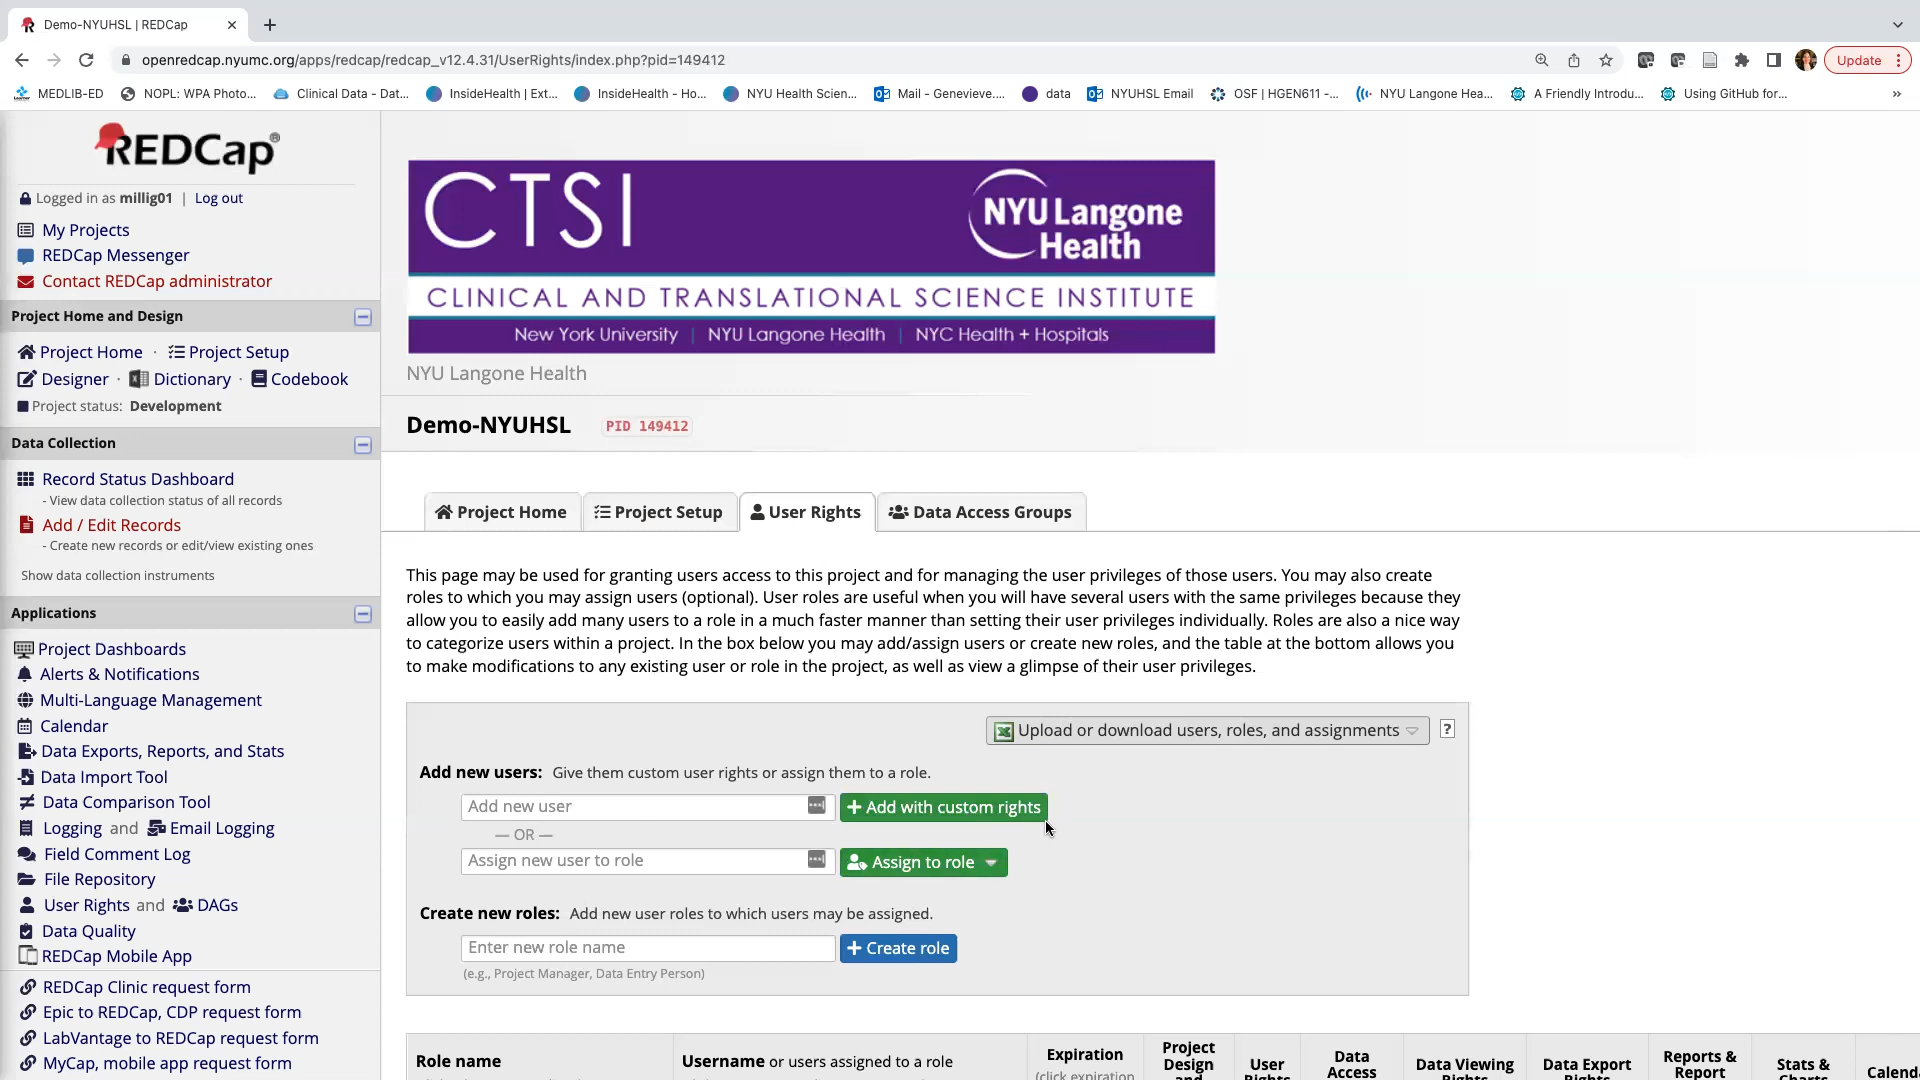 Demo-NYUHSL | REDCap
openredcap.nyumc.org/apps/redcap/redcap_v12.4.31/UserRights/index.php?pid=149412
Update
MEDLIB-ED
NOPL: WPA Photo...
Clinical Data - Dat...
InsideHealth | Ext...
InsideHealth - Ho...
NYU Health Scien...
Mail - Genevieve....
data
NYUHSL Email
OSF | HGEN611 -...
NYU Langone Hea...
A Friendly Introdu...
Using GitHub for...
REDCap®
Logged in as millig01 | Log out
My Projects
REDCap Messenger
Contact REDCap administrator
Project Home and Design
Project Home · Project Setup
Designer · Dictionary · Codebook
Project status: Development
Data Collection
Record Status Dashboard
- View data collection status of all records
Add / Edit Records
- Create new records or edit/view existing ones
Show data collection instruments
Applications
Project Dashboards
Alerts & Notifications
Multi-Language Management
Calendar
Data Exports, Reports, and Stats
Data Import Tool
Data Comparison Tool
Logging and Email Logging
Field Comment Log
File Repository
User Rights and DAGs
Data Quality
REDCap Mobile App
REDCap Clinic request form
Epic to REDCap, CDP request form
LabVantage to REDCap request form
MyCap, mobile app request form
CTSI
NYU Langone
Health
CLINICAL AND TRANSLATIONAL SCIENCE INSTITUTE
New York University | NYU Langone Health | NYC Health + Hospitals
NYU Langone Health
Demo-NYUHSL PID 149412
Project Home
Project Setup
User Rights
Data Access Groups
This page may be used for granting users access to this project and for managing the user privileges of those users. You may also create
roles to which you may assign users (optional). User roles are useful when you will have several users with the same privileges because they
allow you to easily add many users to a role in a much faster manner than setting their user privileges individually. Roles are also a nice way
to categorize users within a project. In the box below you may add/assign users or create new roles, and the table at the bottom allows you
to make modifications to any existing user or role in the project, as well as view a glimpse of their user privileges.
Upload or download users, roles, and assignments ?
Add new users: Give them custom user rights or assign them to a role.
Add new user
+ Add with custom rights
— OR —
Assign new user to role
Assign to role
Create new roles: Add new user roles to which users may be assigned.
Enter new role name
+ Create role
(e.g., Project Manager, Data Entry Person)
Role name
Username or users assigned to a role
Expiration
(click expiration
Project
Design
and
User
Rights
Data
Access
Data Viewing
Rights
Data Export
Rights
Reports &
Report
Stats &
Charts